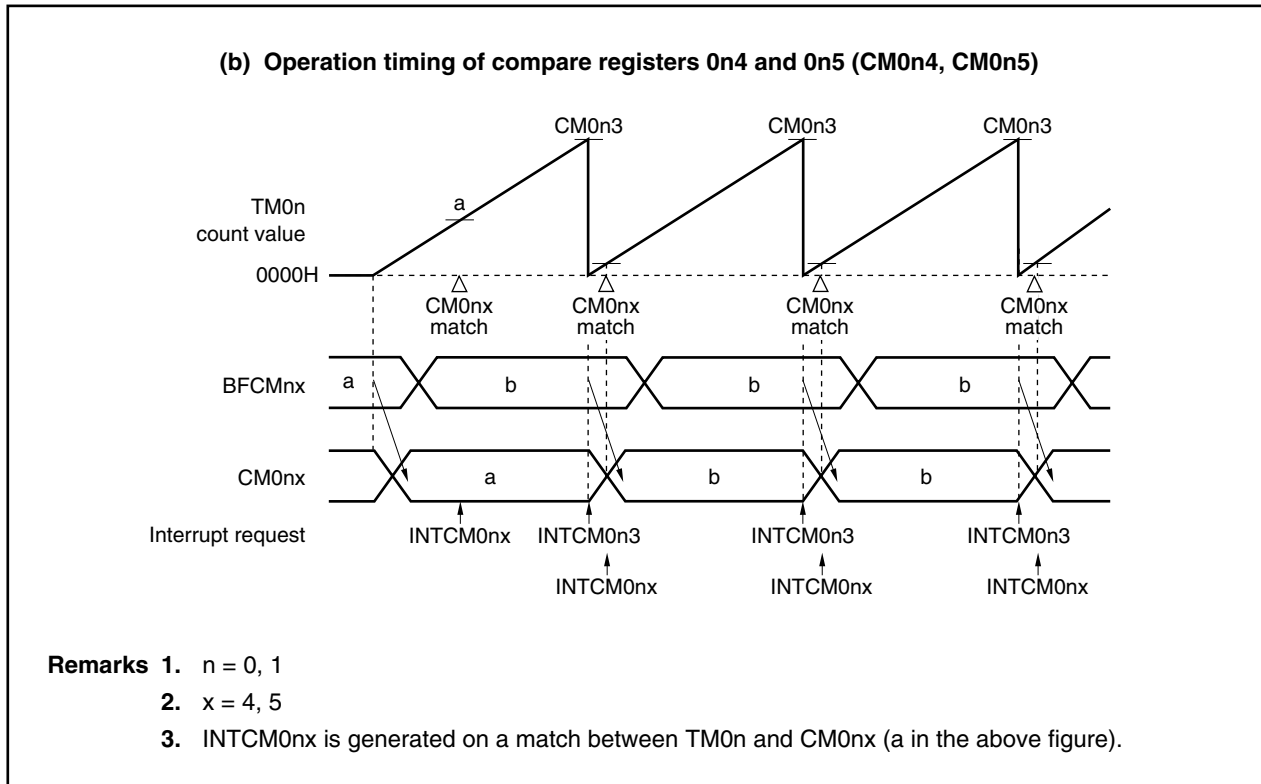 (b) Operation timing of compare registers 0n4 and 0n5 (CM0n4, CM0n5)
CM0n3 CM0n3 CM0n3
TM0n
count value
a
0000H
CM0nx
match
CM0nx
match
CM0nx
match
CM0nx
match
BFCMnx a b b b
CM0nx a b b
Interrupt request INTCM0nx INTCM0n3 INTCM0n3 INTCM0n3
INTCM0nx INTCM0nx INTCM0nx
Remarks 1. n = 0, 1
2. x = 4, 5
3. INTCM0nx is generated on a match between TM0n and CM0nx (a in the above figure).